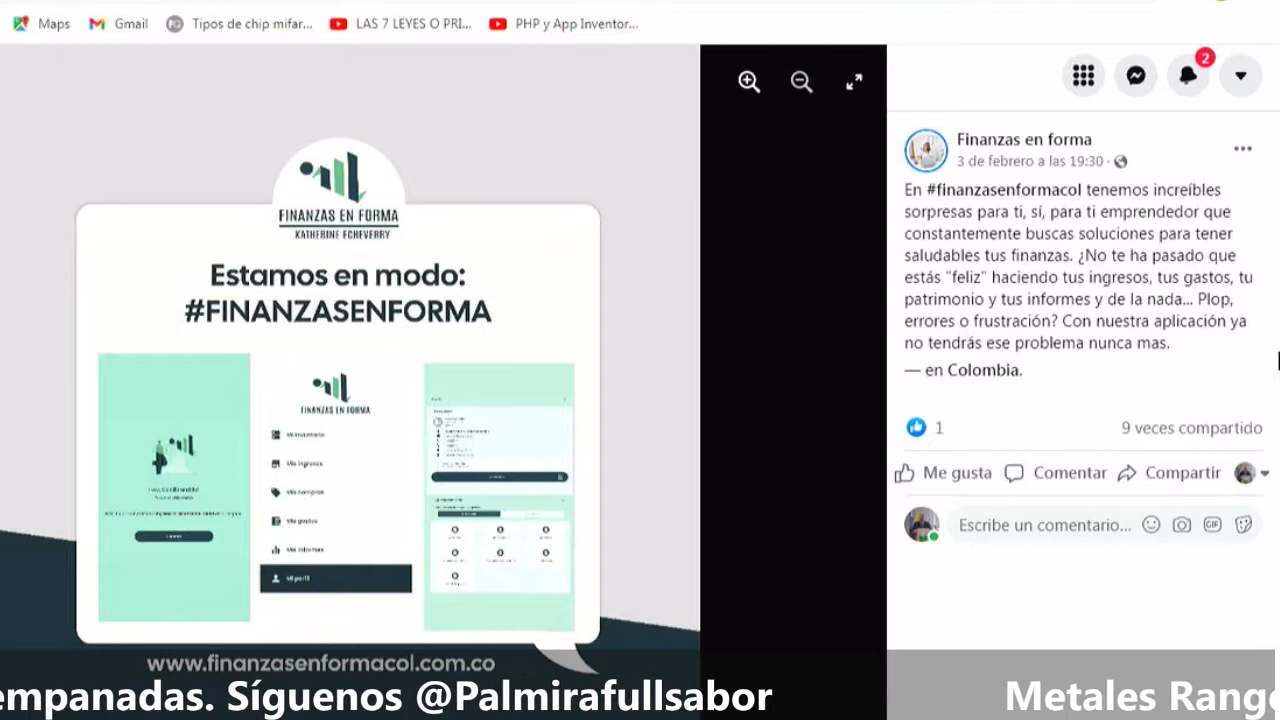 Maps
Gmail
Tipos de chip mifar...
LAS 7 LEYES O PRI...
PHP y App Inventor...
2
FINANZAS EN FORMA
KATHERINE ECHEVERRY
Estamos en modo:
#FINANZASENFORMA
FINANZAS EN FORMA
Mi inventario
Mis ingresos
Mis compras
Mis gastos
Mis informes
Mi perfil
www.finanzasenformacol.com.co
Finanzas en forma
3 de febrero a las 19:30
En #finanzasenformacol tenemos increíbles
sorpresas para ti, sí, para ti emprendedor que
constantemente buscas soluciones para tener
saludables tus finanzas. ¿No te ha pasado que
estás "feliz" haciendo tus ingresos, tus gastos, tu
patrimonio y tus informes y de la nada... Plop,
errores o frustración? Con nuestra aplicación ya
no tendrás ese problema nunca mas.
— en Colombia.
1
9 veces compartido
Me gusta
Comentar
Compartir
Escribe un comentario...
GIF
empanadas. Síguenos @Palmirafullsabor
Metales Rang